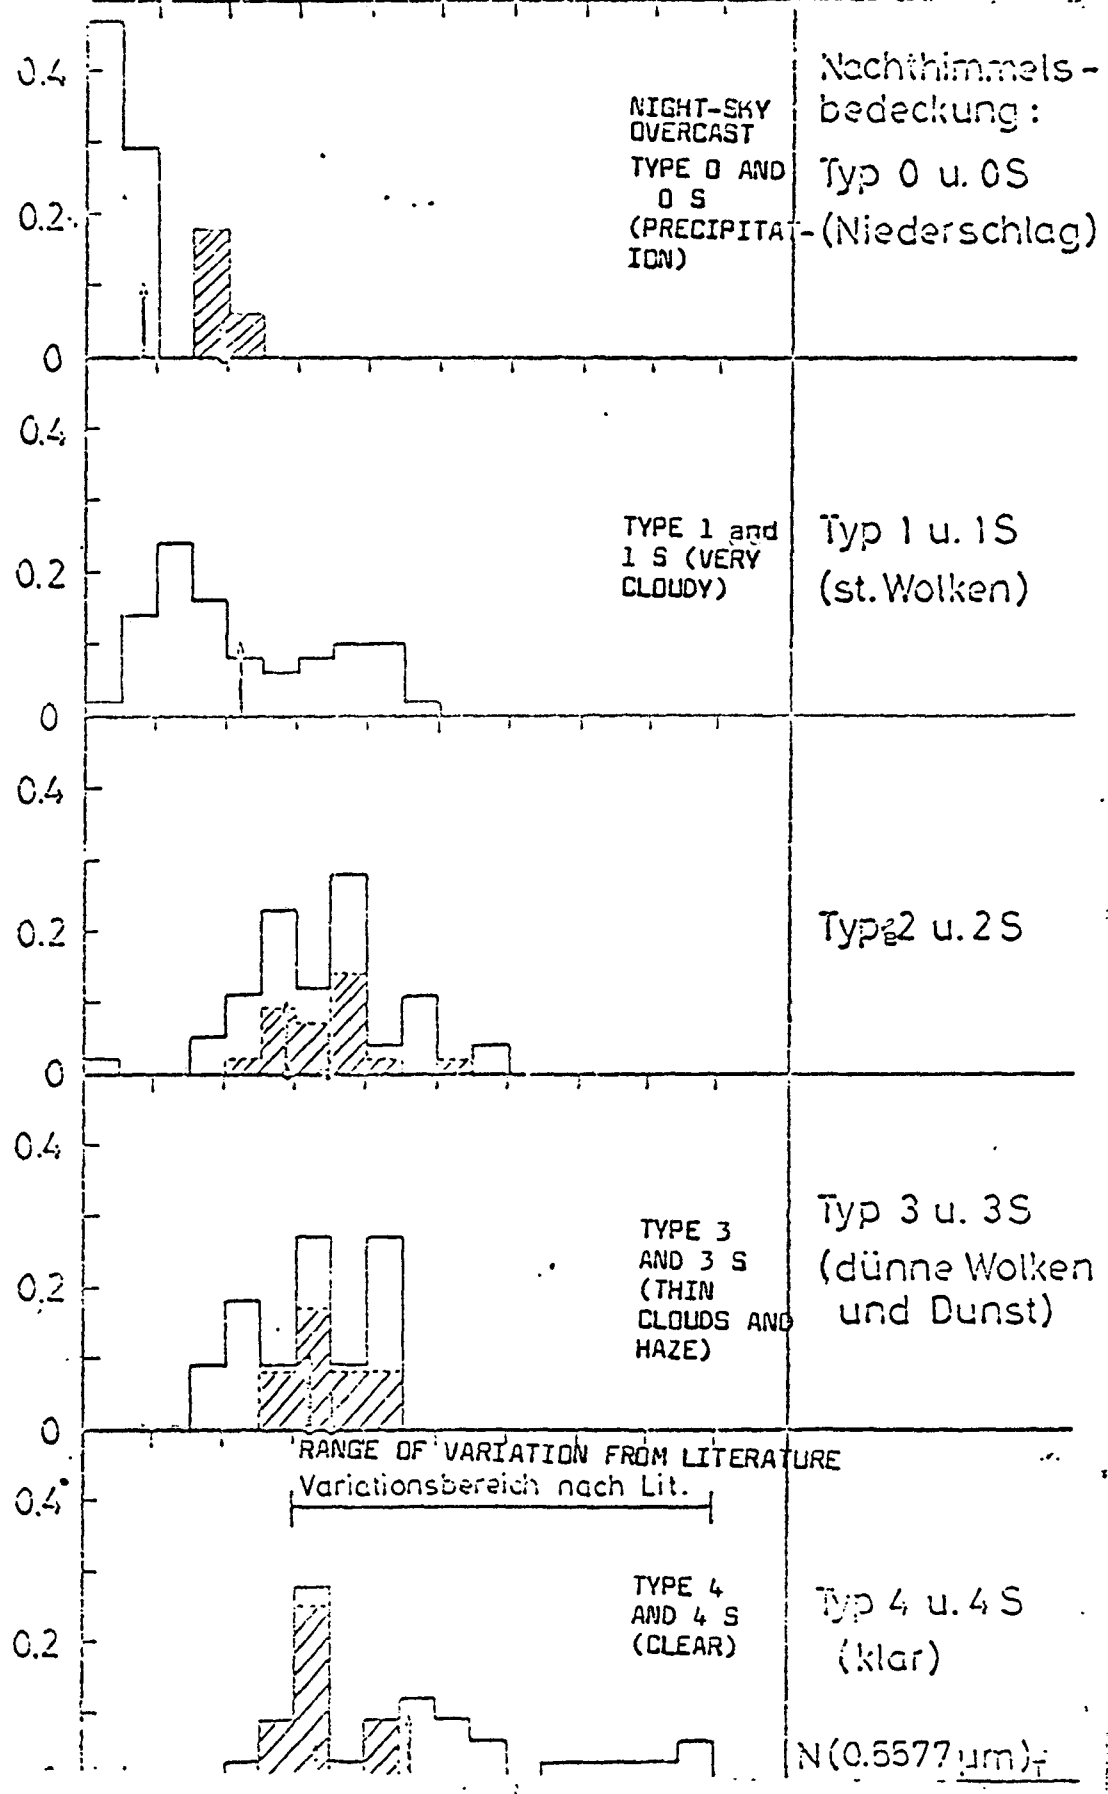 0.4
0.2
0
NIGHT-SKY
OVERCAST
TYPE 0 AND
0 S
(PRECIPITAT-
ION)
Nachthimmels-
bedeckung:
Typ 0 u. 0S
(Niederschlag)
0.4
0.2
0
TYPE 1 and
1 S (VERY
CLOUDY)
Typ 1 u. 1S
(st. Wolken)
0.4
0.2
0
Type 2 u. 2S
0.4
0.2
0
TYPE 3
AND 3 S
(THIN
CLOUDS AND
HAZE)
Typ 3 u. 3S
(dünne Wolken
und Dunst)
RANGE OF VARIATION FROM LITERATURE
Variationsbereich nach Lit.
0.4
0.2
0
TYPE 4
AND 4 S
(CLEAR)
Typ 4 u. 4S
(klar)
N(0.5577µm)